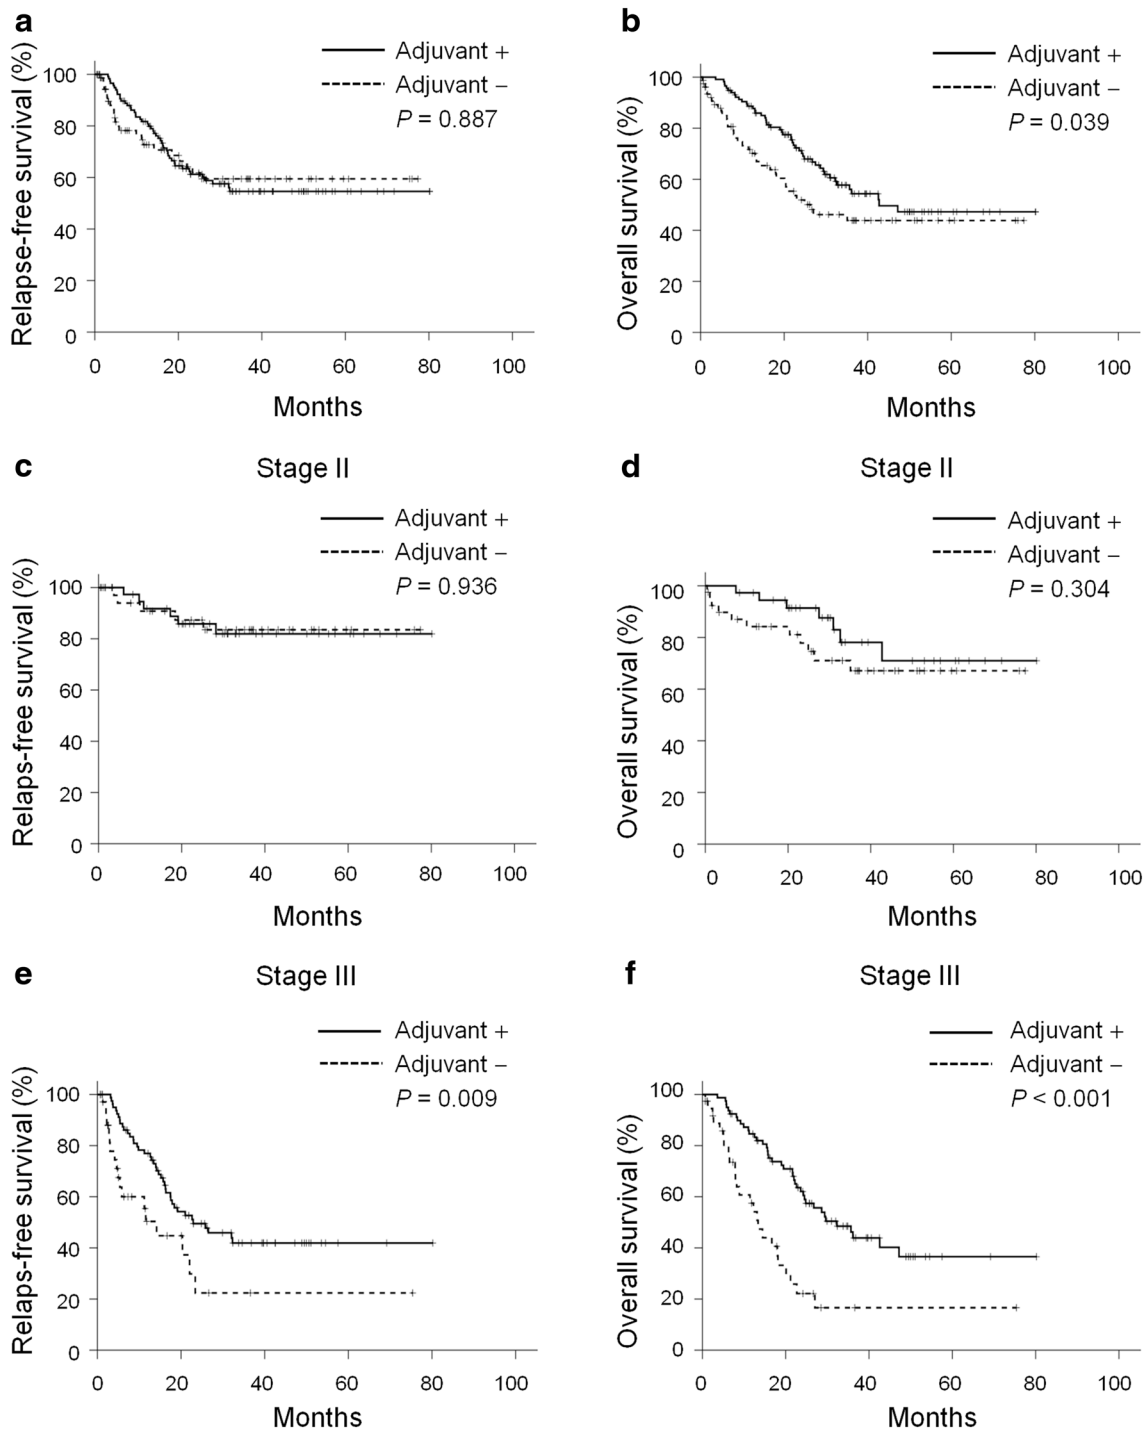 a
Relapse-free survival (%)
Adjuvant +
Adjuvant −
P = 0.887
100
80
60
40
20
0
0 20 40 60 80 100
Months
b
Overall survival (%)
Adjuvant +
Adjuvant −
P = 0.039
100
80
60
40
20
0
0 20 40 60 80 100
Months
c
Stage II
Relaps-free survival (%)
Adjuvant +
Adjuvant −
P = 0.936
100
80
60
40
20
0
0 20 40 60 80 100
Months
d
Stage II
Overall survival (%)
Adjuvant +
Adjuvant −
P = 0.304
100
80
60
40
20
0
0 20 40 60 80 100
Months
e
Stage III
Relaps-free survival (%)
Adjuvant +
Adjuvant −
P = 0.009
100
80
60
40
20
0
0 20 40 60 80 100
Months
f
Stage III
Overall survival (%)
Adjuvant +
Adjuvant −
P < 0.001
100
80
60
40
20
0
0 20 40 60 80 100
Months